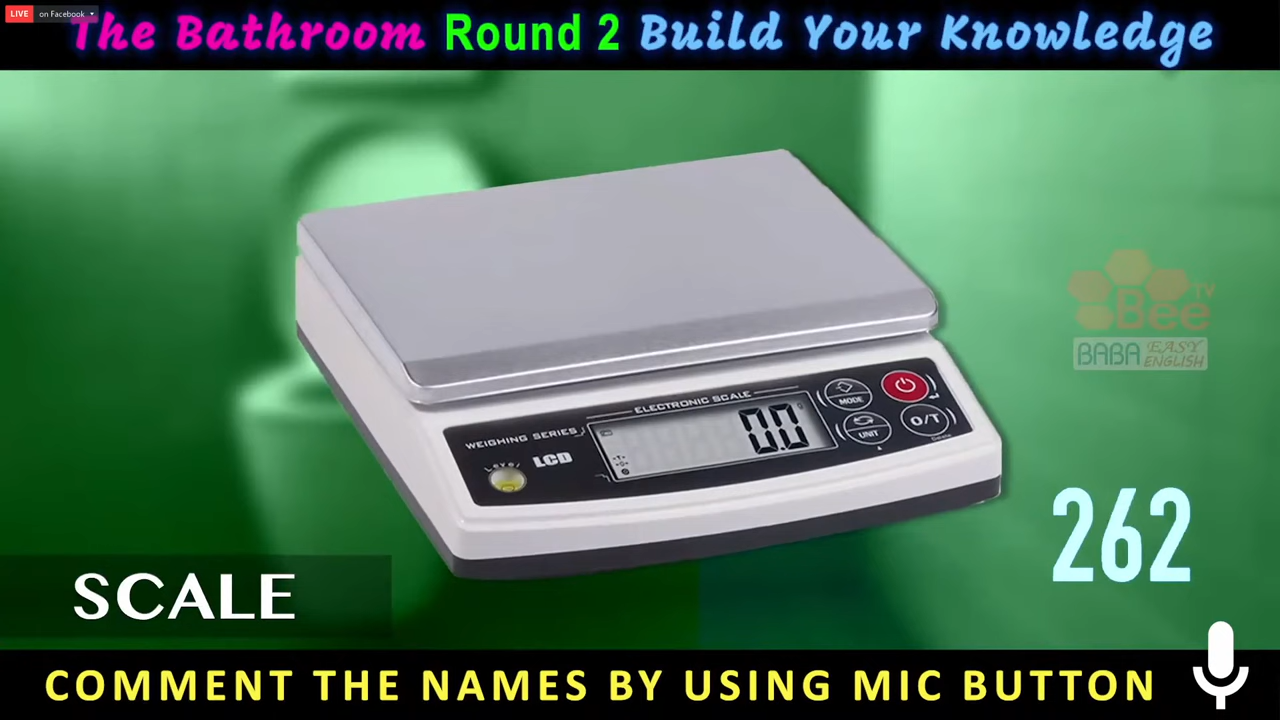 LIVE on Facebook
The Bathroom Round 2 Build Your Knowledge
Bee TV
BABA EASY ENGLISH
ELECTRONIC SCALE
WEIGHING SERIES
Level
LCD
0.0
MODE
UNIT
O/T
262
SCALE
COMMENT THE NAMES BY USING MIC BUTTON